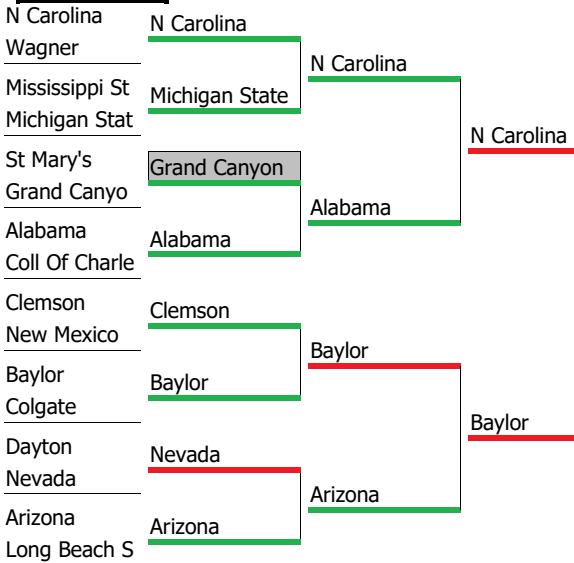 N Carolina
Wagner
Mississippi St
Michigan Stat
St Mary's
Grand Canyo
Alabama
Coll Of Charle
Clemson
New Mexico
Baylor
Colgate
Dayton
Nevada
Arizona
Long Beach S
N Carolina
Michigan State
Grand Canyon
Alabama
Clemson
Baylor
Nevada
Arizona
N Carolina
Alabama
Baylor
Arizona
N Carolina
Baylor